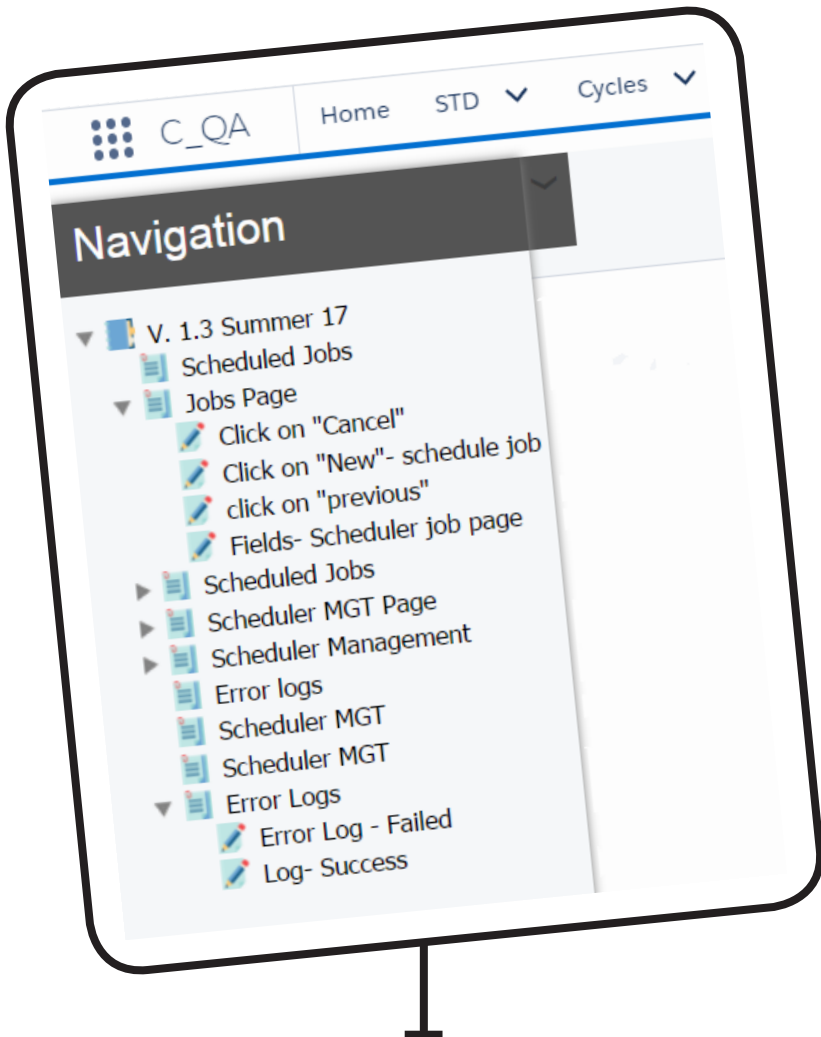 C_QA Home STD Cycles
Navigation
V. 1.3 Summer 17
Scheduled Jobs
Jobs Page
Click on "Cancel"
Click on "New"- schedule job
click on "previous"
Fields- Scheduler job page
Scheduled Jobs
Scheduler MGT Page
Scheduler Management
Error logs
Scheduler MGT
Scheduler MGT
Error Logs
Error Log - Failed
Log- Success